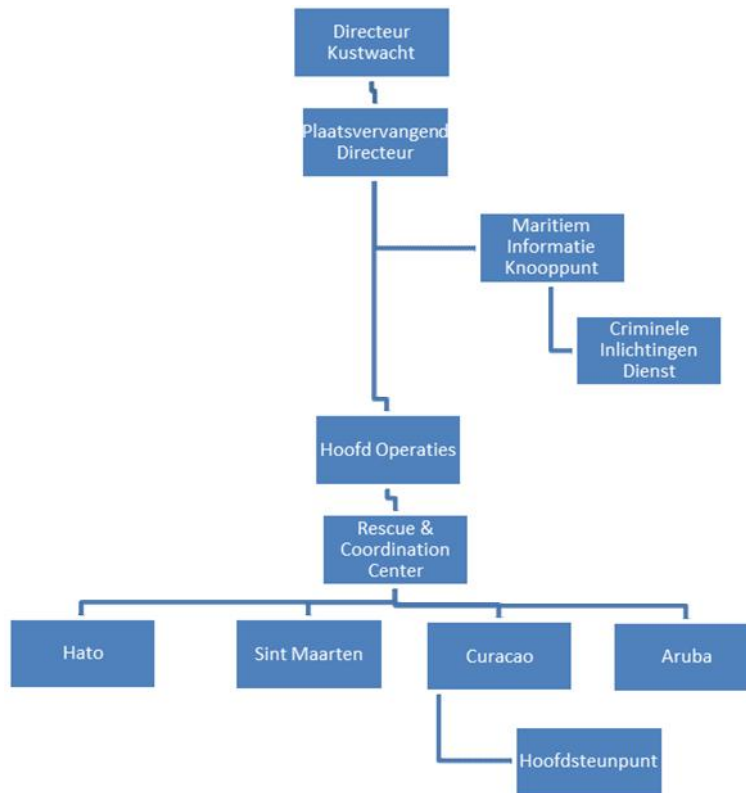 Directeur
Kustwacht
Plaatsvervangend
Directeur
Maritiem
Informatie
Knooppunt
Criminele
Inlichtingen
Dienst
Hoofd Operaties
Rescue &
Coordination
Center
Hato
Sint Maarten
Curacao
Aruba
Hoofdsteunpunt